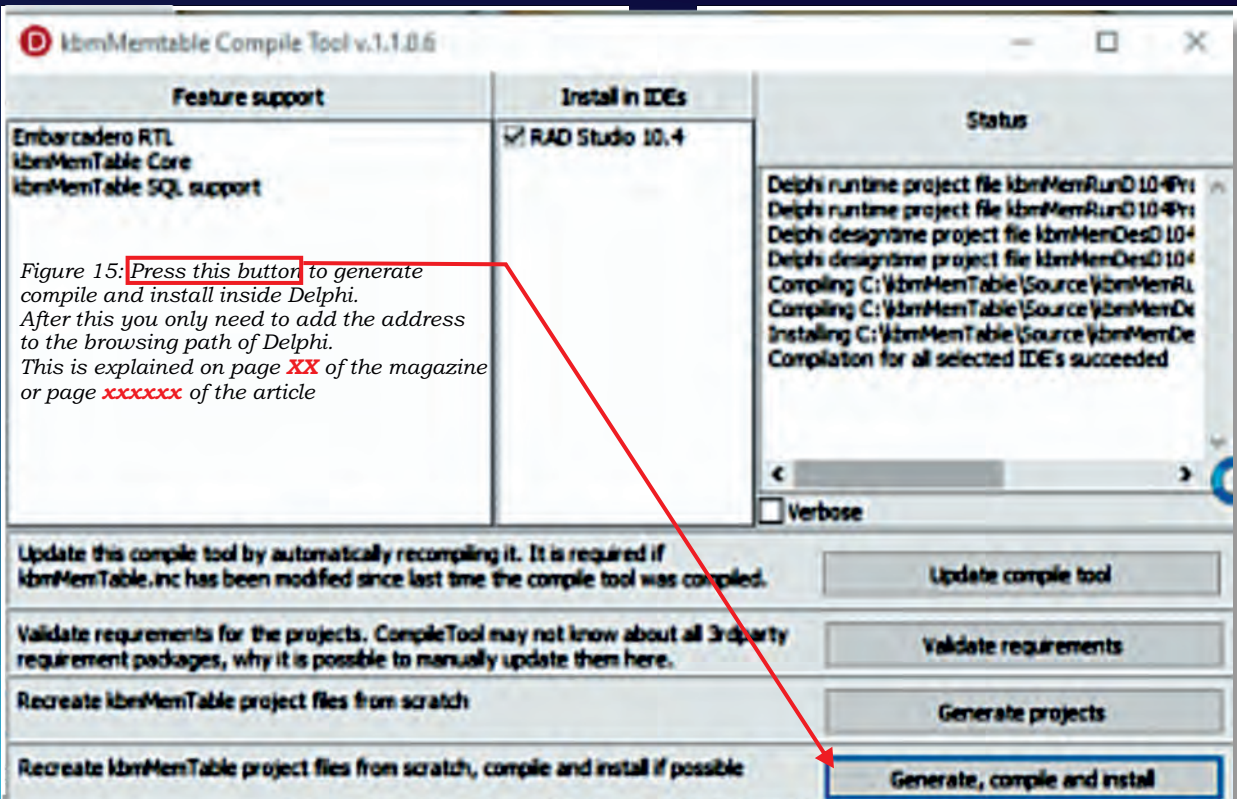 kbmMemtable Compile Tool v.1.1.0.6
Feature support
Embarcadero RTL
kbmMemTable Core
kbmMemTable SQL support
Figure 15: Press this button to generate
compile and install inside Delphi.
After this you only need to add the address
to the browsing path of Delphi.
This is explained on page XX of the magazine
or page xxxxxx of the article
Install in IDEs
RAD Studio 10.4
Status
Delphi runtime project file kbmMemRunD104Pr
Delphi runtime project file kbmMemRunD104Pr
Delphi designtime project file kbmMemDesD104
Delphi designtime project file kbmMemDesD104
Compiling C:\kbmMemTable\Source\kbmMemRu
Compiling C:\kbmMemTable\Source\kbmMemDe
Installing C:\kbmMemTable\Source\kbmMemDe
Compilation for all selected IDE's succeeded
Verbose
Update this compile tool by automatically recompiling it. It is required if
kbmMemTable.inc has been modified since last time the compile tool was compiled.
Update compile tool
Validate requrements for the projects. CompileTool may not know about all 3rdparty
requirement packages, why it is possible to manually update them here.
Validate requirements
Recreate kbmMemTable project files from scratch
Generate projects
Recreate kbmMemTable project files from scratch, compile and install if possible
Generate, compile and install